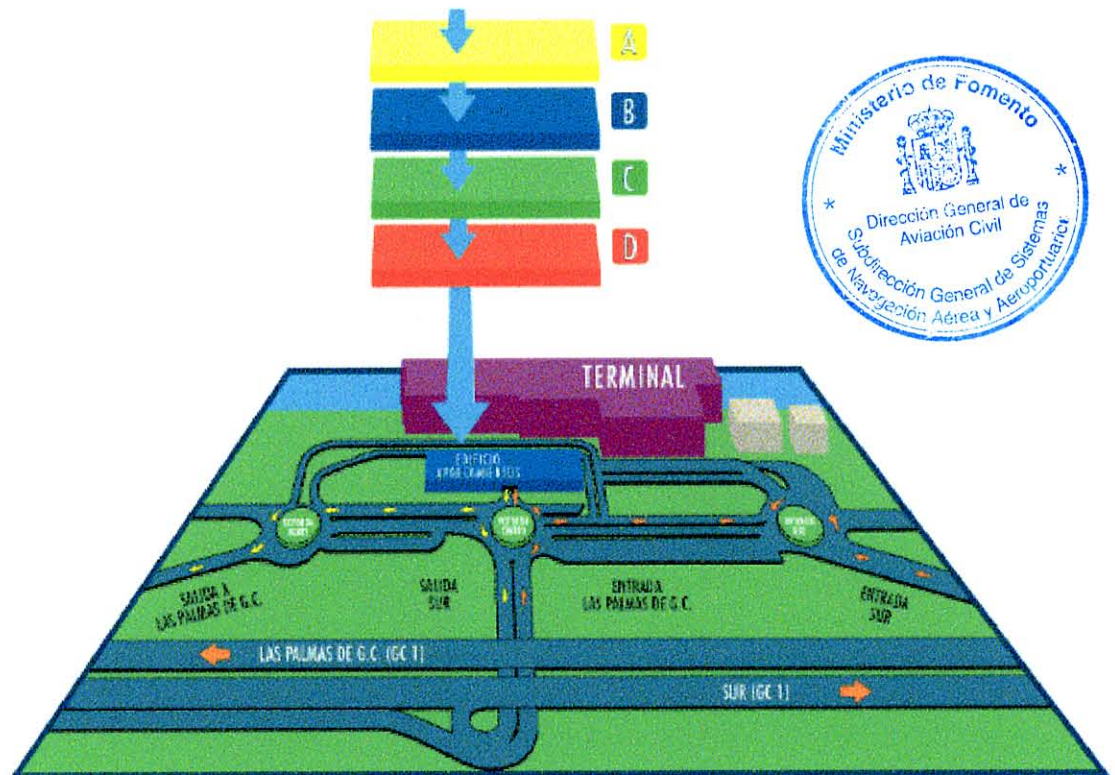 A
B
C
D
Ministerio de Fomento
Dirección General de
Aviación Civil
Subdirección General de Sistemas
de Navegación Aérea y Aeroportuarios
TERMINAL
EDIFICIO
APARCAMIENTOS
SALIDA A
LAS PALMAS DE G.C.
SALIDA
SUR
ENTRADA
LAS PALMAS DE G.C.
ENTRADA
SUR
LAS PALMAS DE G.C. (GC 1)
SUR (GC 1)